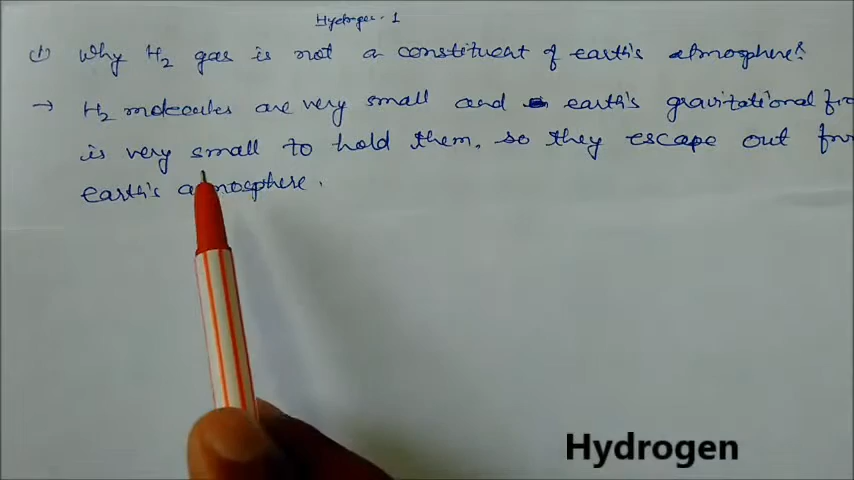 Hydrogen - 1
① Why H₂ gas is not a constituent of earth's atmosphere?
→ H₂ molecules are very small and earth's gravitational
is very small to hold them, so they escape out
earth's atmosphere.
Hydrogen